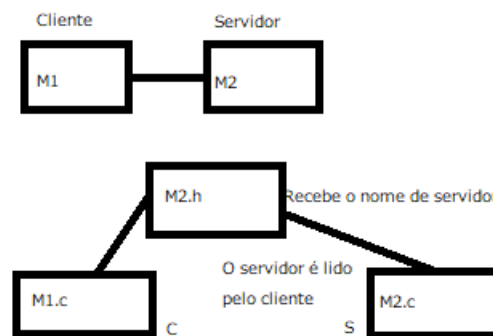 Cliente
Servidor
M1
M2
M2.h
Recebe o nome de servidor
O servidor é lido
pelo cliente
M1.c
C
S
M2.c